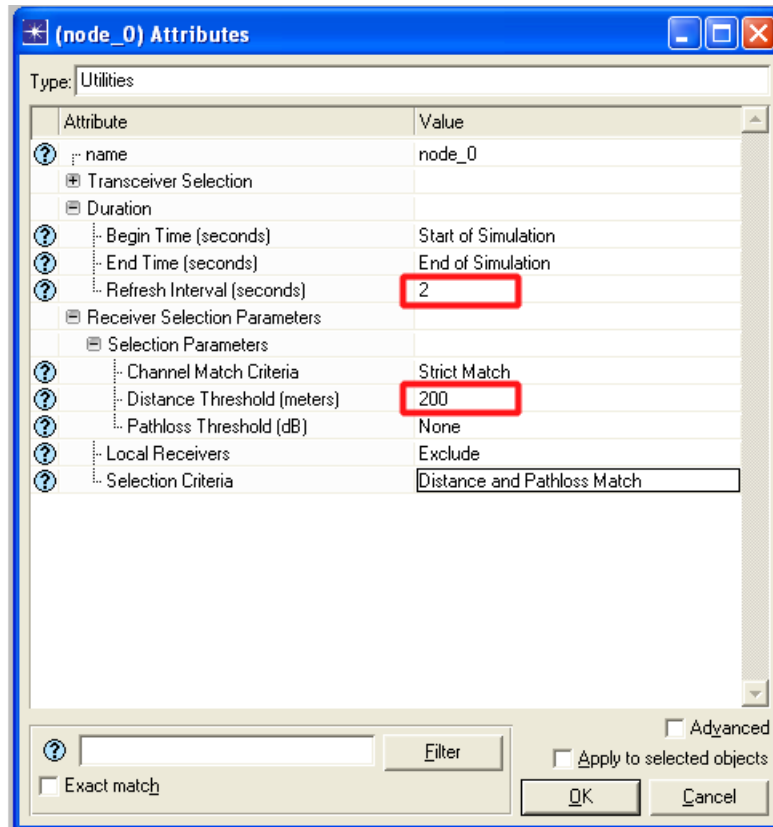 (node_0) Attributes
Type: Utilities
Attribute Value
name node_0
Transceiver Selection
Duration
Begin Time (seconds) Start of Simulation
End Time (seconds) End of Simulation
Refresh Interval (seconds) 2
Receiver Selection Parameters
Selection Parameters
Channel Match Criteria Strict Match
Distance Threshold (meters) 200
Pathloss Threshold (dB) None
Local Receivers Exclude
Selection Criteria Distance and Pathloss Match
Advanced
Filter
Apply to selected objects
Exact match
OK Cancel